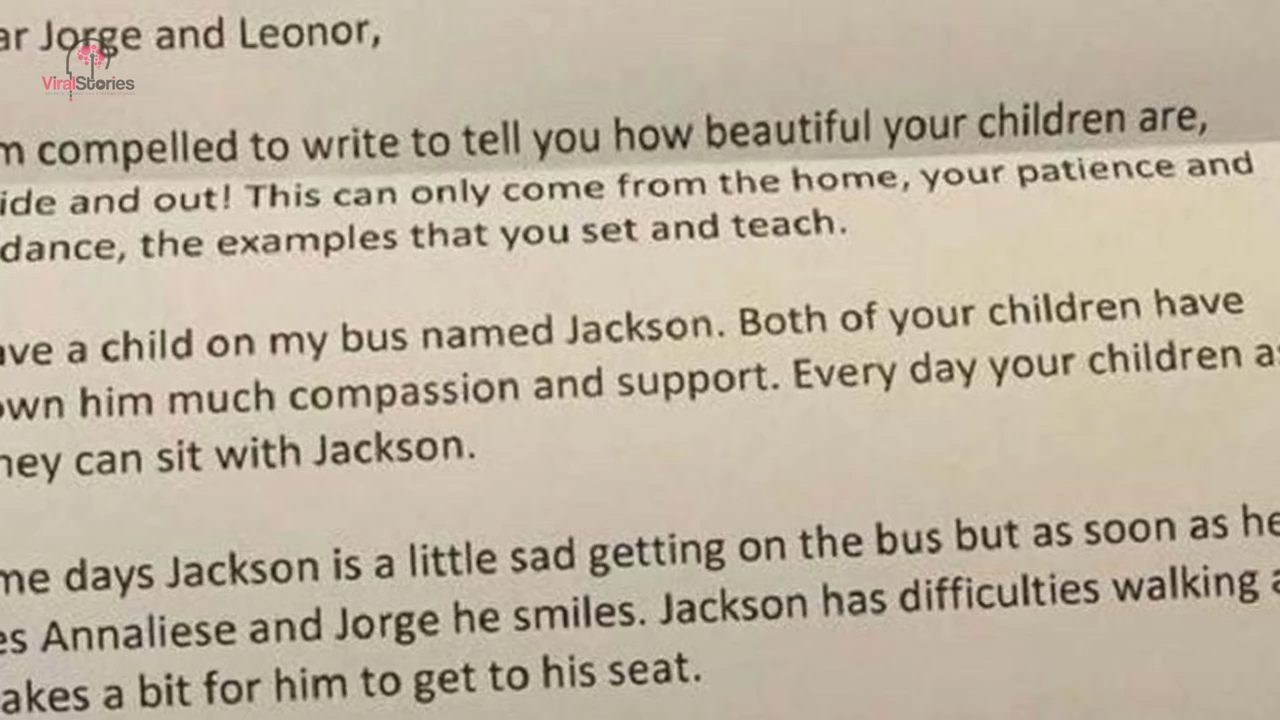 ar Jorge and Leonor,
ViralStories
m compelled to write to tell you how beautiful your children are,
ide and out! This can only come from the home, your patience and
dance, the examples that you set and teach.
ave a child on my bus named Jackson. Both of your children have
own him much compassion and support. Every day your children as
hey can sit with Jackson.
me days Jackson is a little sad getting on the bus but as soon as he
es Annaliese and Jorge he smiles. Jackson has difficulties walking a
akes a bit for him to get to his seat.